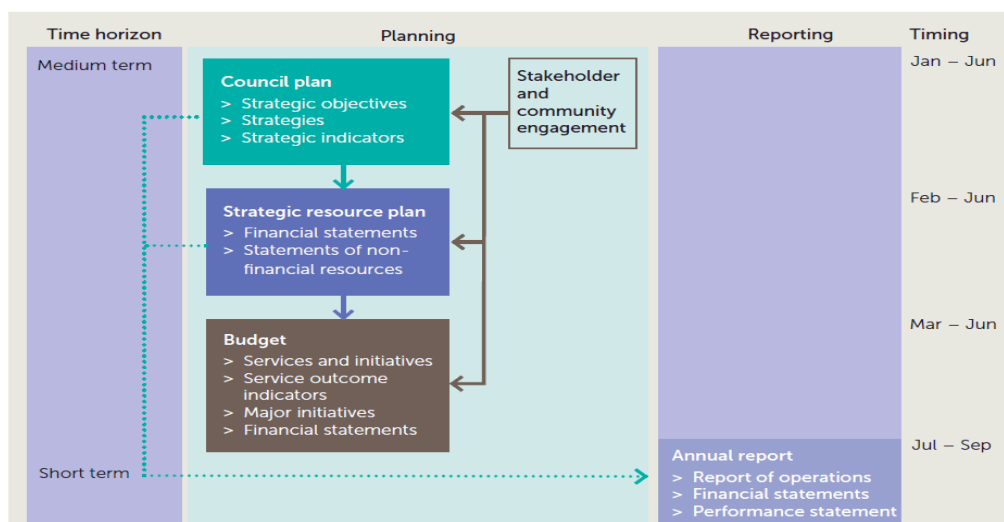 Time horizon
Planning
Reporting
Timing
Medium term
Jan – Jun
Council plan
> Strategic objectives
> Strategies
> Strategic indicators
Stakeholder
and
community
engagement
Feb – Jun
Strategic resource plan
> Financial statements
> Statements of non-
financial resources
Mar – Jun
Budget
> Services and initiatives
> Service outcome
indicators
> Major initiatives
> Financial statements
Jul – Sep
Short term
Annual report
> Report of operations
> Financial statements
> Performance statement